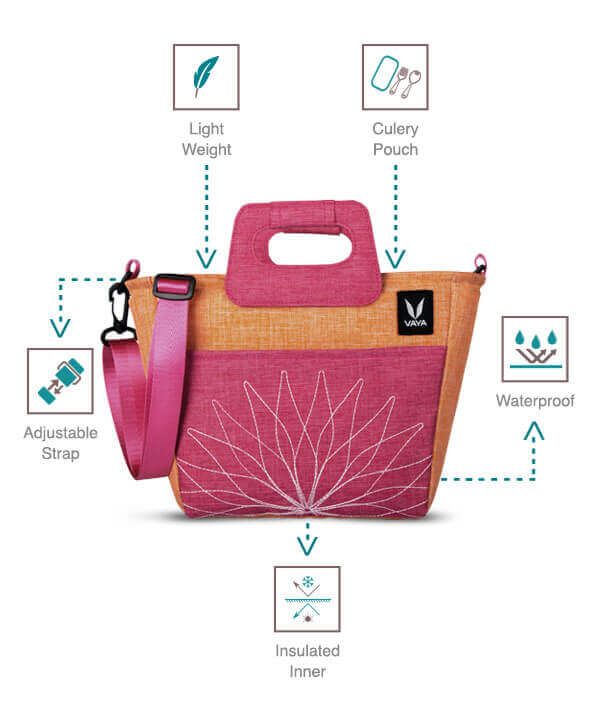 Light
Weight
Culery
Pouch
VAYA
Adjustable
Strap
Waterproof
Insulated
Inner